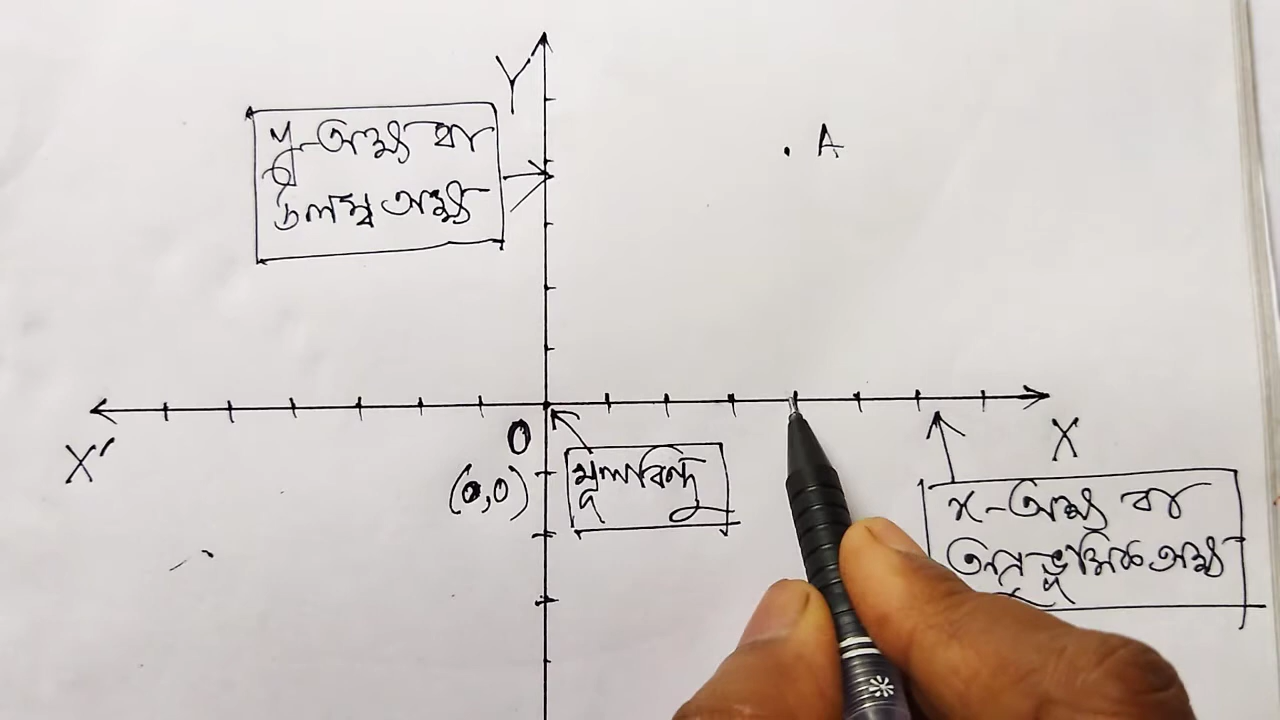 Y
y-অক্ষ বা
উলম্ব অক্ষ
. A
X'
O
(0,0)
মূলবিন্দু
X
x-অক্ষ বা
অনুভূমিক অক্ষ